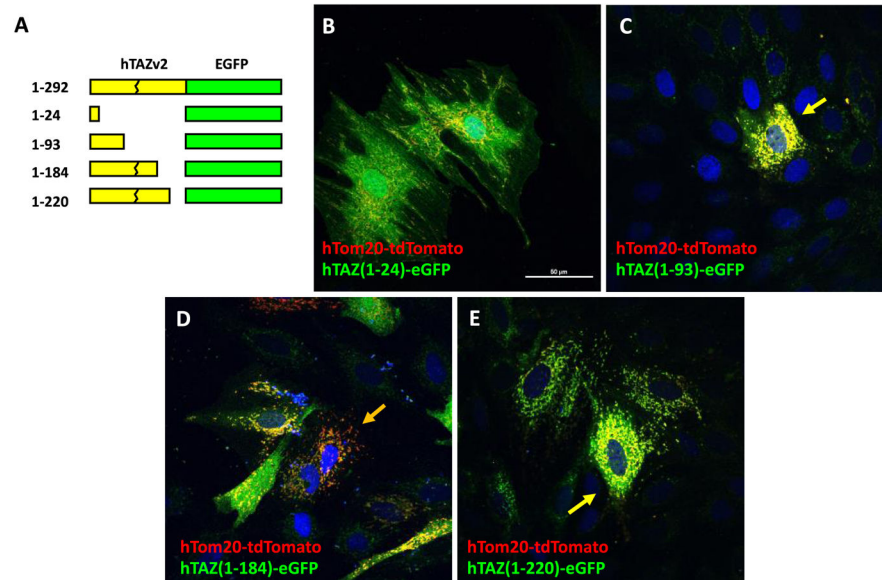 A
hTAZv2 EGFP
1-292
1-24
1-93
1-184
1-220
B
50 µm
hTom20-tdTomato
hTAZ(1-24)-eGFP
C
hTom20-tdTomato
hTAZ(1-93)-eGFP
D
hTom20-tdTomato
hTAZ(1-184)-eGFP
E
hTom20-tdTomato
hTAZ(1-220)-eGFP